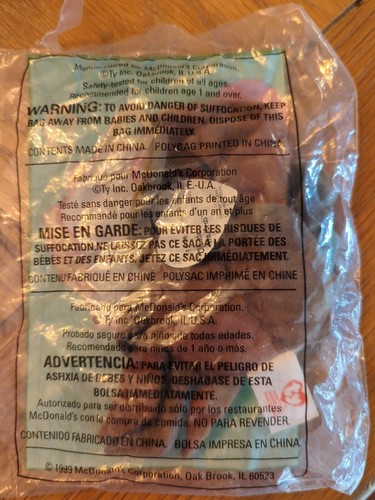 Manufactured for McDonald's Corporation
©Ty Inc. Oakbrook, IL U.S.A.
Safety-tested for children of all ages.
Recommended for children age 1 and over.
WARNING: TO AVOID DANGER OF SUFFOCATION, KEEP
BAG AWAY FROM BABIES AND CHILDREN. DISPOSE OF THIS
BAG IMMEDIATELY.
CONTENTS MADE IN CHINA. POLYBAG PRINTED IN CHINA.
Fabriqué pour McDonald's Corporation
©Ty Inc. Oakbrook, IL É.-U.A.
Testé sans danger pour les enfants de tout âge
Recommandé pour les enfants d'un an et plus
MISE EN GARDE: POUR ÉVITER LES RISQUES DE
SUFFOCATION, NE LAISSEZ PAS CE SAC À LA PORTÉE DES
BÉBÉS ET DES ENFANTS. JETEZ CE SAC IMMÉDIATEMENT.
CONTENU FABRIQUÉ EN CHINE. POLYSAC IMPRIMÉ EN CHINE
Fabricado para McDonald's Corporation.
© Ty Inc. Oakbrook, IL U.S.A.
Probado seguro para niños de todas edades.
Recomendado para niños de 1 año o más.
ADVERTENCIA: PARA EVITAR EL PELIGRO DE
ASFIXIA DE BEBES Y NIÑOS, DESHAGASE DE ESTA
BOLSA IMMEDIATAMENTE.
Autorizado para ser distribuido sólo por los restaurantes
McDonald's con la compra de comida. NO PARA REVENDER.
CONTENIDO FABRICADO EN CHINA. BOLSA IMPRESA EN CHINA.
© 1999 McDonald's Corporation, Oak Brook, IL 60523